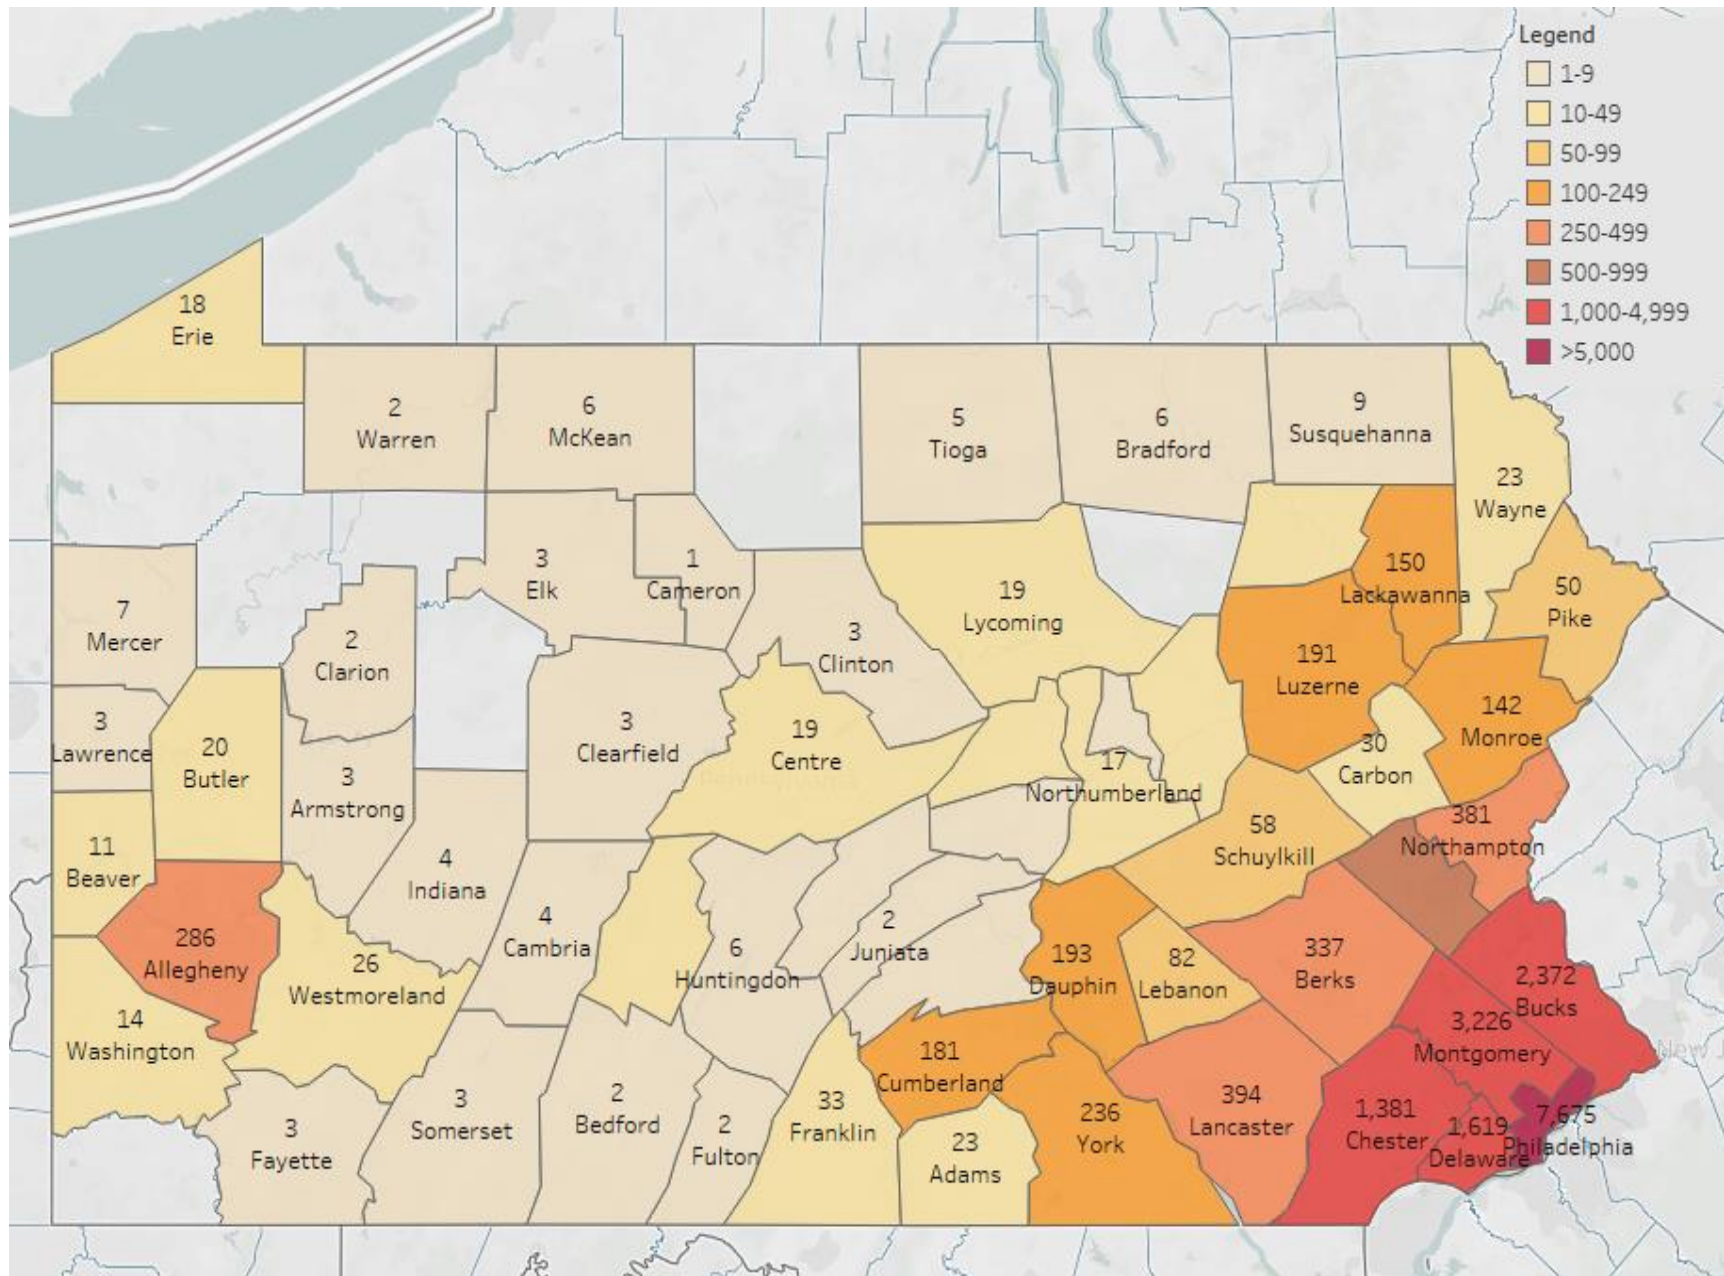 Legend
1-9
10-49
50-99
100-249
250-499
500-999
1,000-4,999
>5,000
18
Erie
2
Warren
6
McKean
5
Tioga
6
Bradford
9
Susquehanna
23
Wayne
3
Elk
1
Cameron
150
Lackawanna
50
Pike
7
Mercer
2
Clarion
3
Clinton
19
Lycoming
191
Luzerne
142
Monroe
3
Lawrence
20
Butler
3
Clearfield
19
Centre
17
Northumberland
30
Carbon
3
Armstrong
381
Northampton
58
Schuylkill
11
Beaver
4
Indiana
4
Cambria
286
Allegheny
26
Westmoreland
6
Huntingdon
2
Juniata
193
Dauphin
82
Lebanon
337
Berks
2,372
Bucks
14
Washington
181
Cumberland
3,226
Montgomery
New J
3
Fayette
3
Somerset
2
Bedford
2
Fulton
33
Franklin
23
Adams
236
York
394
Lancaster
1,381
Chester
1,619
Delaware
7,675
Philadelphia
Pennsylvania